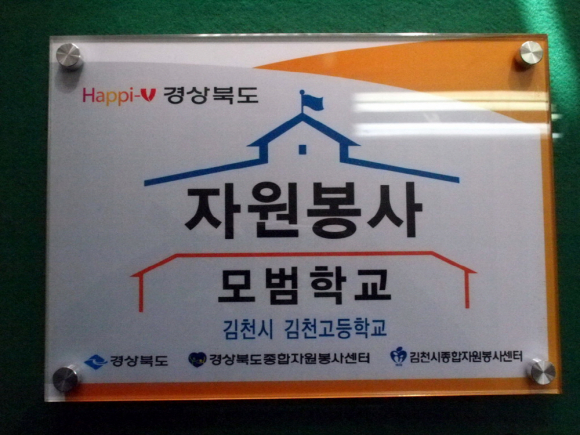 Happi-V 경상북도
자원봉사
모범학교
김천시 김천고등학교
경상북도 경상북도종합자원봉사센터 김천시종합자원봉사센터